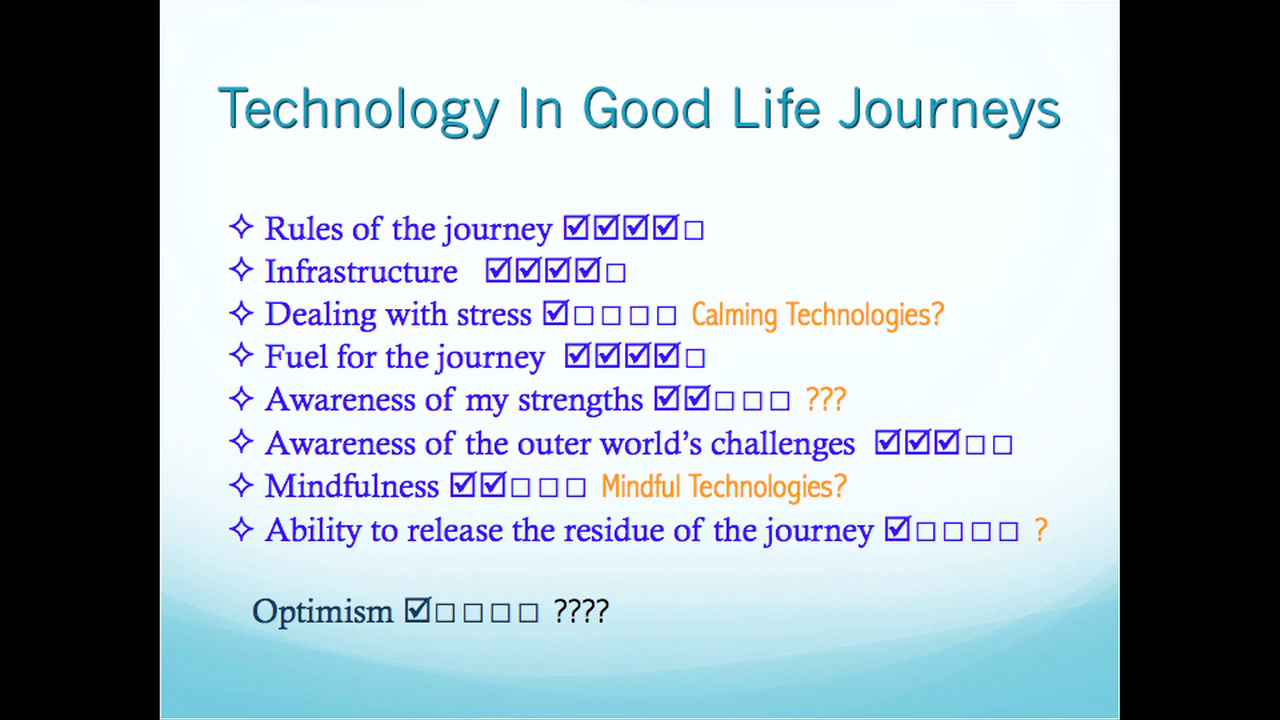 Technology In Good Life Journeys
✧ Rules of the journey ☑☑☑☑□
✧ Infrastructure ☑☑☑☑□
✧ Dealing with stress ☑□□□□ Calming Technologies?
✧ Fuel for the journey ☑☑☑☑□
✧ Awareness of my strengths ☑☑□□□ ???
✧ Awareness of the outer world’s challenges ☑☑☑□□
✧ Mindfulness ☑☑□□□ Mindful Technologies?
✧ Ability to release the residue of the journey ☑□□□□ ?
Optimism ☑□□□□ ????